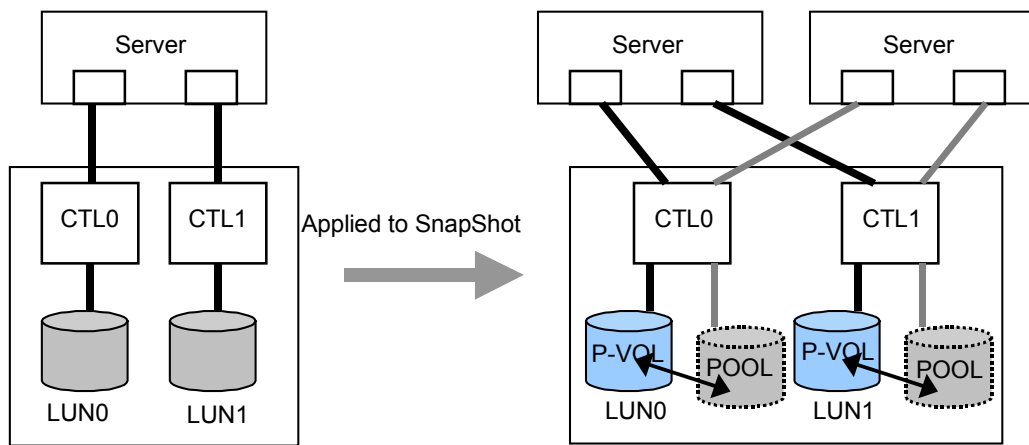 Server
CTL0
CTL1
LUN0
LUN1
Applied to SnapShot
Server
Server
CTL0
CTL1
P-VOL
POOL
P-VOL
POOL
LUN0
LUN1